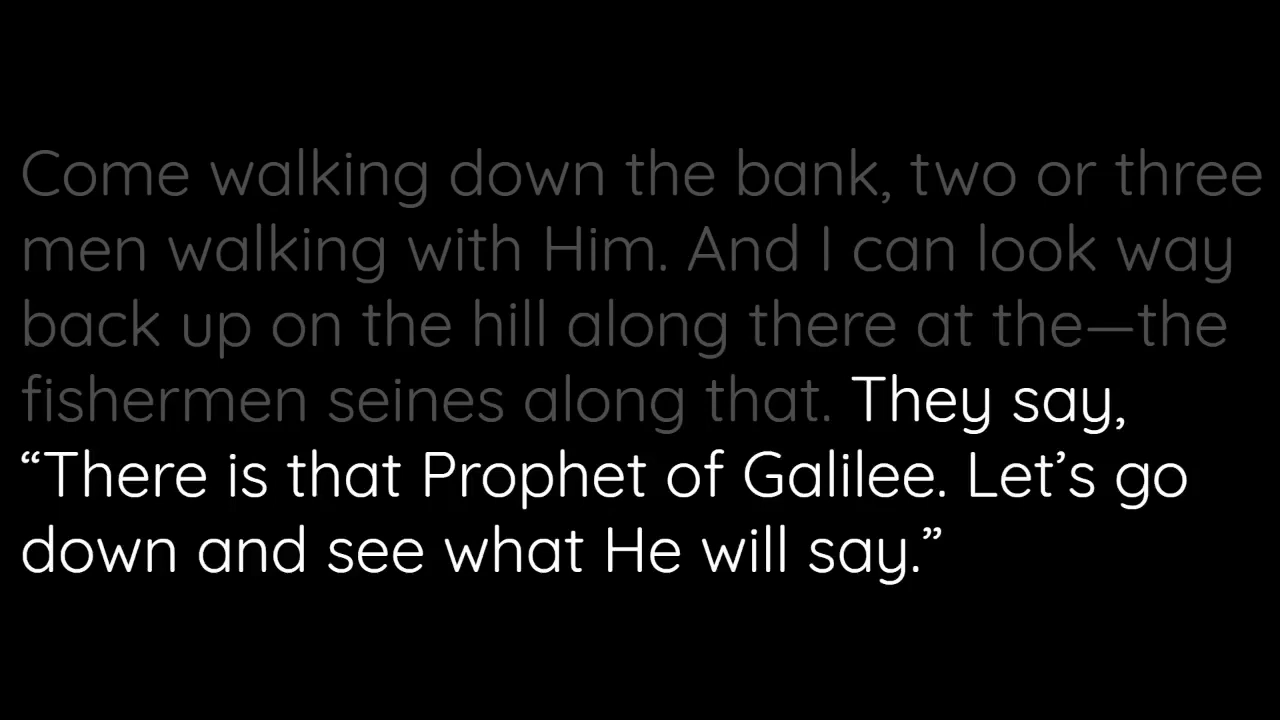 Come walking down the bank, two or three
men walking with Him. And I can look way
back up on the hill along there at the—the
fishermen seines along that. They say,
“There is that Prophet of Galilee. Let’s go
down and see what He will say.”